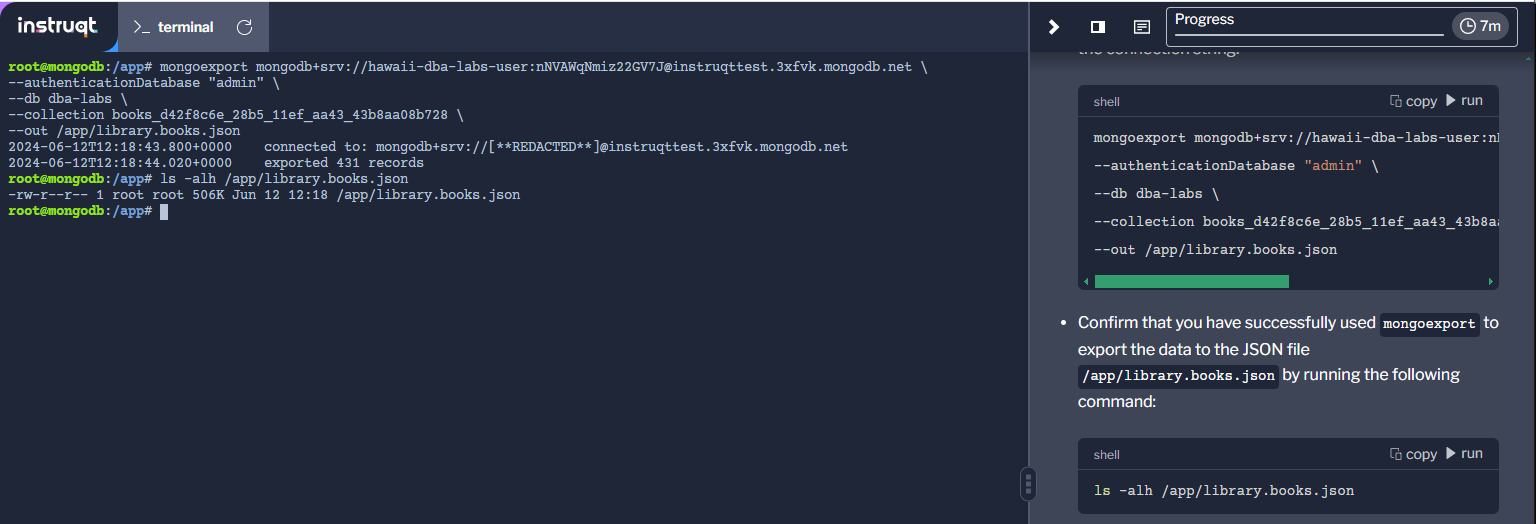 instruqt
>_ terminal
Progress
7m
root@mongodb:/app# mongoexport mongodb+srv://hawaii-dba-labs-user:nNVAWqNmiz22GV7J@instruqttest.3xfvk.mongodb.net \
--authenticationDatabase "admin" \
--db dba-labs \
--collection books_d42f8c6e_28b5_11ef_aa43_43b8aa08b728 \
--out /app/library.books.json
2024-06-12T12:18:43.800+0000    connected to: mongodb+srv://[**REDACTED**]@instruqttest.3xfvk.mongodb.net
2024-06-12T12:18:44.020+0000    exported 431 records
root@mongodb:/app# ls -alh /app/library.books.json
-rw-r--r-- 1 root root 506K Jun 12 12:18 /app/library.books.json
root@mongodb:/app#
the connection string.
shell copy run
mongoexport mongodb+srv://hawaii-dba-labs-user:nN
--authenticationDatabase "admin" \
--db dba-labs \
--collection books_d42f8c6e_28b5_11ef_aa43_43b8aa
--out /app/library.books.json
• Confirm that you have successfully used mongoexport to
export the data to the JSON file
/app/library.books.json by running the following
command:
shell copy run
ls -alh /app/library.books.json